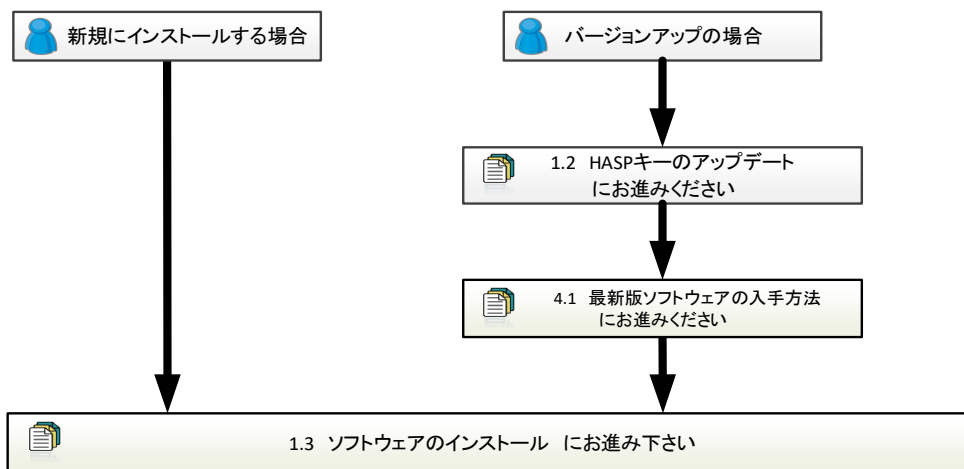 新規にインストールする場合
バージョンアップの場合
1.2 HASPキーのアップデート
にお進みください
4.1 最新版ソフトウェアの入手方法
にお進みください
1.3 ソフトウェアのインストール にお進み下さい